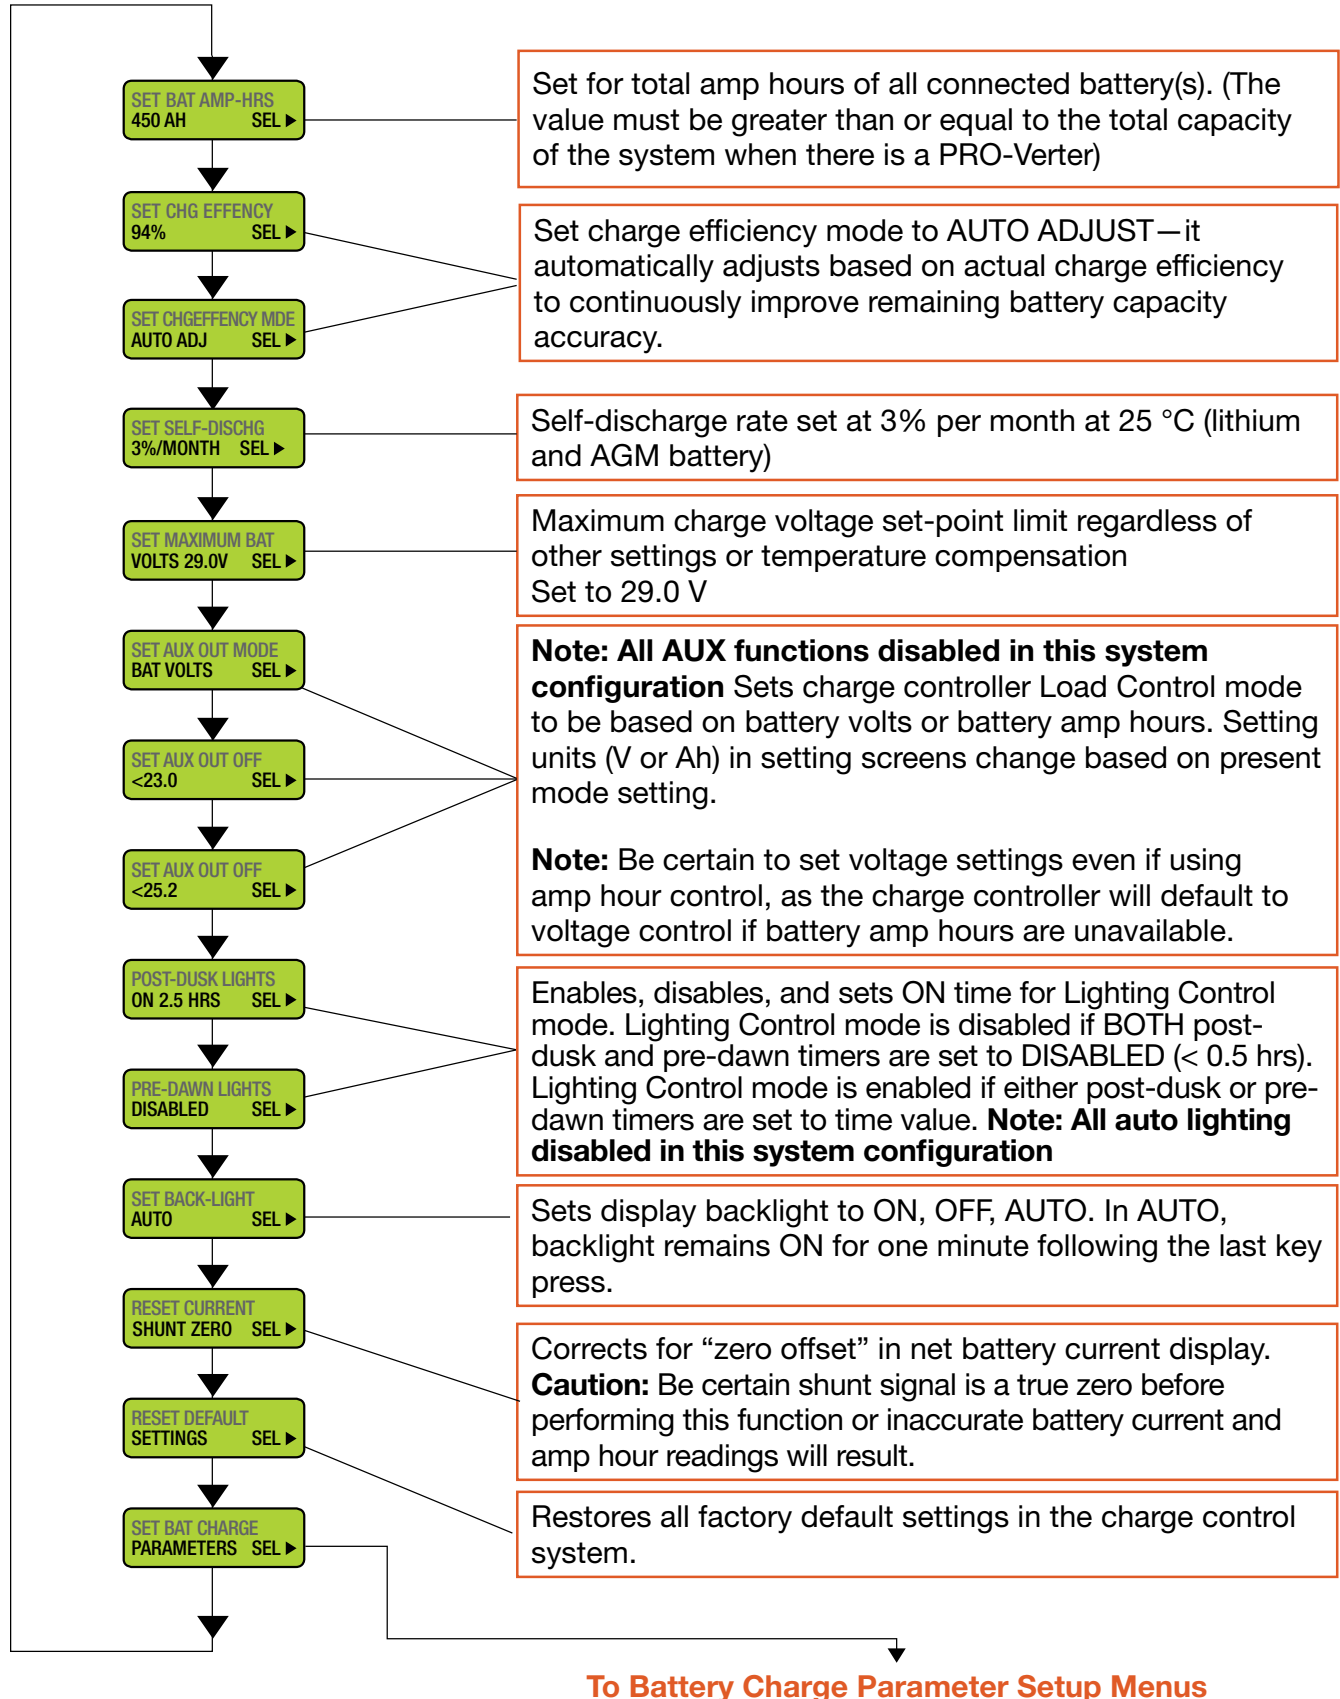 SET BAT AMP-HRS
450 AH SEL ▶
Set for total amp hours of all connected battery(s). (The
value must be greater than or equal to the total capacity
of the system when there is a PRO-Verter)
SET CHG EFFENCY
94% SEL ▶
SET CHGEFFENCY MDE
AUTO ADJ SEL ▶
Set charge efficiency mode to AUTO ADJUST—it
automatically adjusts based on actual charge efficiency
to continuously improve remaining battery capacity
accuracy.
SET SELF-DISCHG
3%/MONTH SEL ▶
Self-discharge rate set at 3% per month at 25 °C (lithium
and AGM battery)
SET MAXIMUM BAT
VOLTS 29.0V SEL ▶
Maximum charge voltage set-point limit regardless of
other settings or temperature compensation
Set to 29.0 V
SET AUX OUT MODE
BAT VOLTS SEL ▶
SET AUX OUT OFF
<23.0 SEL ▶
SET AUX OUT OFF
<25.2 SEL ▶
Note: All AUX functions disabled in this system
configuration Sets charge controller Load Control mode
to be based on battery volts or battery amp hours. Setting
units (V or Ah) in setting screens change based on present
mode setting.
Note: Be certain to set voltage settings even if using
amp hour control, as the charge controller will default to
voltage control if battery amp hours are unavailable.
POST-DUSK LIGHTS
ON 2.5 HRS SEL ▶
PRE-DAWN LIGHTS
DISABLED SEL ▶
Enables, disables, and sets ON time for Lighting Control
mode. Lighting Control mode is disabled if BOTH post-
dusk and pre-dawn timers are set to DISABLED (< 0.5 hrs).
Lighting Control mode is enabled if either post-dusk or pre-
dawn timers are set to time value. Note: All auto lighting
disabled in this system configuration
SET BACK-LIGHT
AUTO SEL ▶
Sets display backlight to ON, OFF, AUTO. In AUTO,
backlight remains ON for one minute following the last key
press.
RESET CURRENT
SHUNT ZERO SEL ▶
Corrects for “zero offset” in net battery current display.
Caution: Be certain shunt signal is a true zero before
performing this function or inaccurate battery current and
amp hour readings will result.
RESET DEFAULT
SETTINGS SEL ▶
Restores all factory default settings in the charge control
system.
SET BAT CHARGE
PARAMETERS SEL ▶
To Battery Charge Parameter Setup Menus